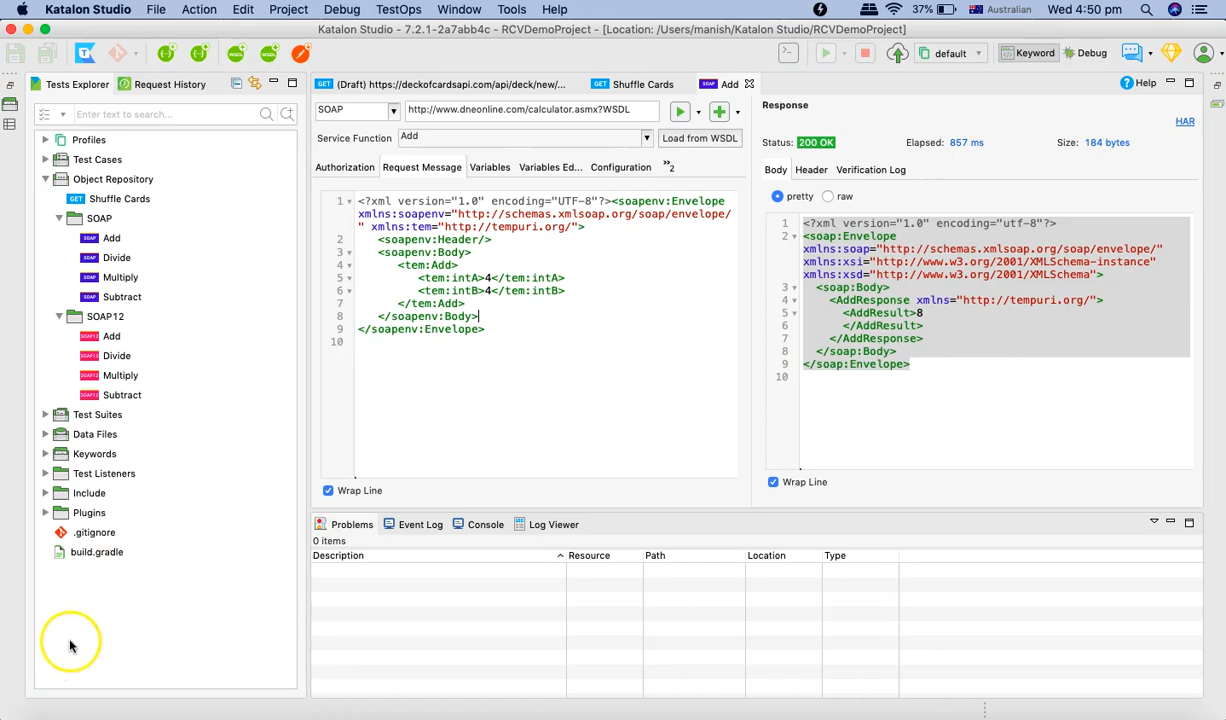 Katalon Studio File Action Edit Project Debug TestOps Window Tools Help 37% Australian Wed 4:50 pm
Katalon Studio - 7.2.1-2a7abb4c - RCVDemoProject - [Location: /Users/manish/Katalon Studio/RCVDemoProject]
default Keyword Debug
Tests Explorer Request History
Enter text to search...
Profiles
Test Cases
Object Repository
GET Shuffle Cards
SOAP
SOAP Add
SOAP Divide
SOAP Multiply
SOAP Subtract
SOAP12
SOAP12 Add
SOAP12 Divide
SOAP12 Multiply
SOAP12 Subtract
Test Suites
Data Files
Keywords
Test Listeners
Include
Plugins
.gitignore
build.gradle
GET (Draft) https://deckofcardsapi.com/api/deck/new/... GET Shuffle Cards SOAP Add Help
SOAP http://www.dneonline.com/calculator.asmx?WSDL
Service Function Add Load from WSDL
Authorization Request Message Variables Variables Ed... Configuration »2
1 <?xml version="1.0" encoding="UTF-8"?><soapenv:Envelope
xmlns:soapenv="http://schemas.xmlsoap.org/soap/envelope/
" xmlns:tem="http://tempuri.org/">
2 <soapenv:Header/>
3 <soapenv:Body>
4 <tem:Add>
5 <tem:intA>4</tem:intA>
6 <tem:intB>4</tem:intB>
7 </tem:Add>
8 </soapenv:Body>
9 </soapenv:Envelope>
10
Wrap Line
Response
HAR
Status: 200 OK Elapsed: 857 ms Size: 184 bytes
Body Header Verification Log
pretty raw
1 <?xml version="1.0" encoding="utf-8"?>
2 <soap:Envelope
xmlns:soap="http://schemas.xmlsoap.org/soap/envelope/"
xmlns:xsi="http://www.w3.org/2001/XMLSchema-instance"
xmlns:xsd="http://www.w3.org/2001/XMLSchema">
3 <soap:Body>
4 <AddResponse xmlns="http://tempuri.org/">
5 <AddResult>8
6 </AddResult>
7 </AddResponse>
8 </soap:Body>
9 </soap:Envelope>
10
Wrap Line
Problems Event Log Console Log Viewer
0 items
Description Resource Path Location Type